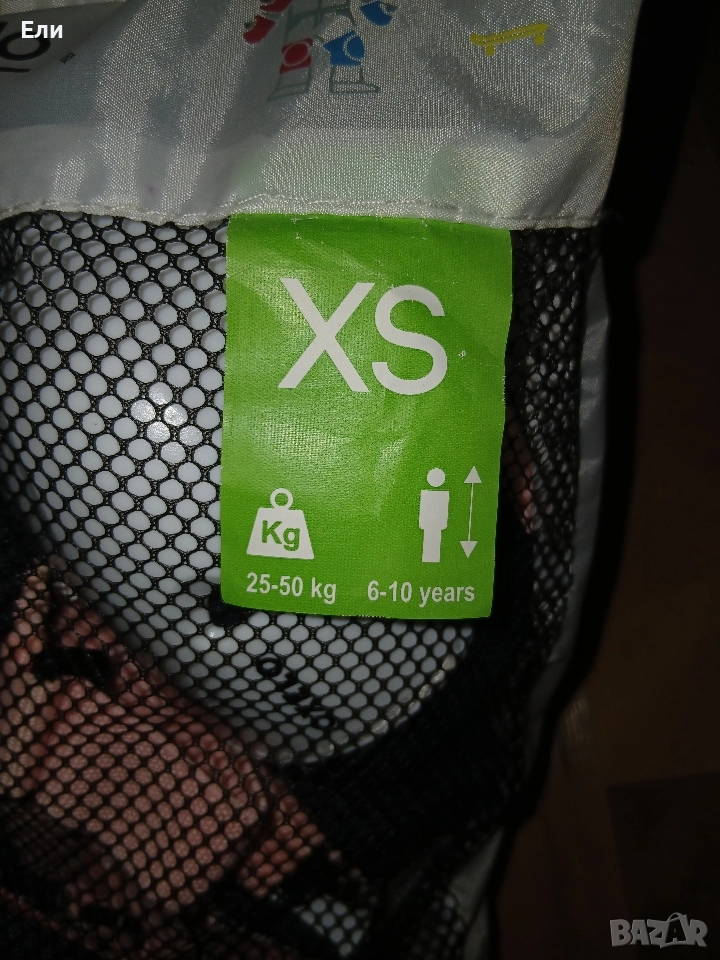 Ели
XS
Kg
25-50 kg
6-10 years
BAZAR